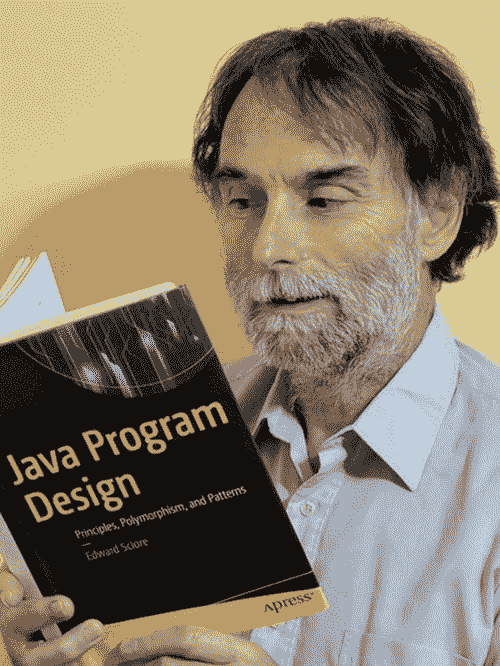 Java Program
Design
Principles, Polymorphism, and Patterns
Edward Sciore
Apress®